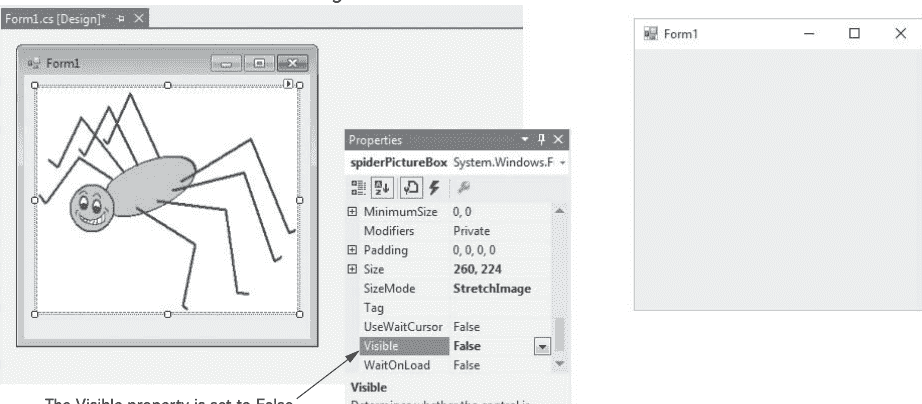 Form1.cs [Design]*
Form1
Properties
spiderPictureBox System.Windows.F
MinimumSize 0, 0
Modifiers Private
Padding 0, 0, 0, 0
Size 260, 224
SizeMode StretchImage
Tag
UseWaitCursor False
Visible False
WaitOnLoad False
Visible
The Visible property is set to False
Form1